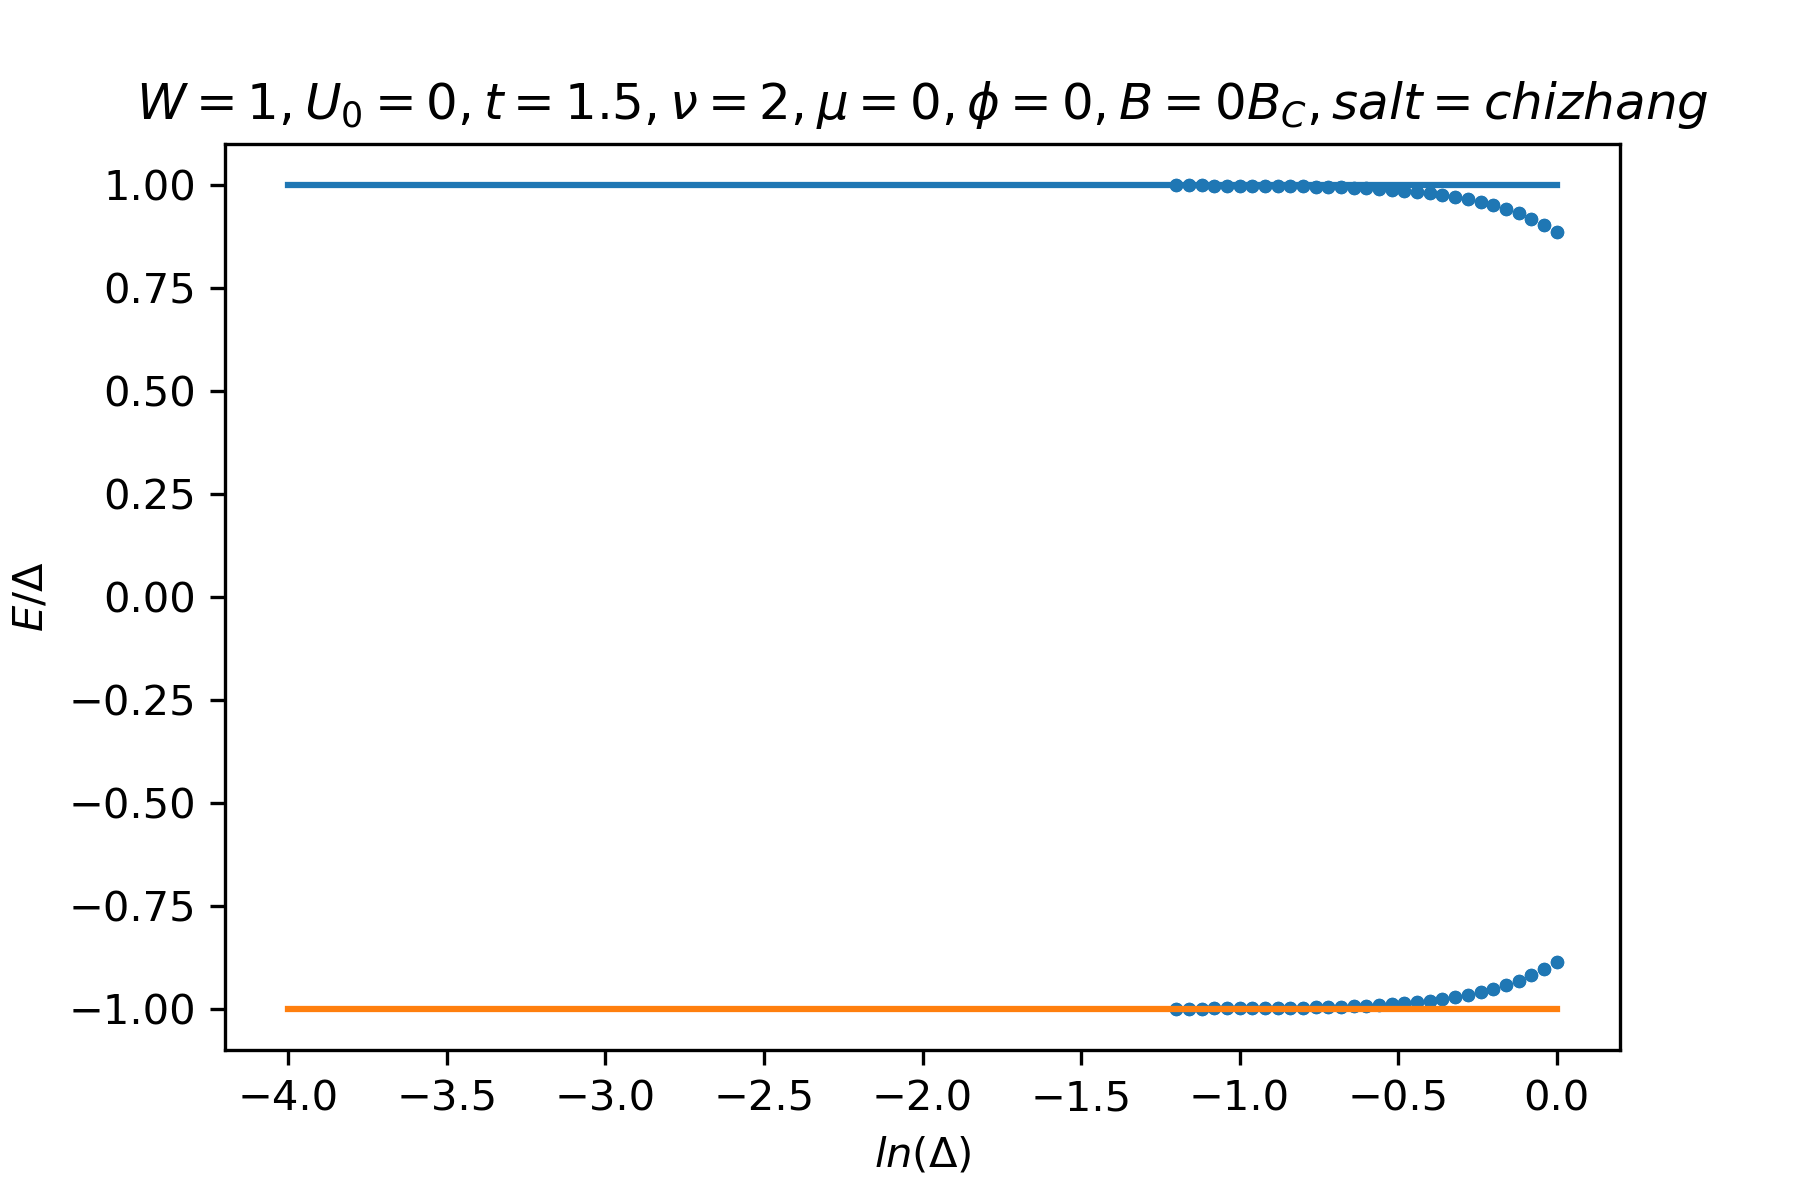 W = 1, U₀ = 0, t = 1.5, ν = 2, μ = 0, ϕ = 0, B = 0B_C, salt = chizhang
1.00
0.75
0.50
0.25
0.00
−0.25
−0.50
−0.75
−1.00
E/Δ
−4.0 −3.5 −3.0 −2.5 −2.0 −1.5 −1.0 −0.5 0.0
ln(Δ)